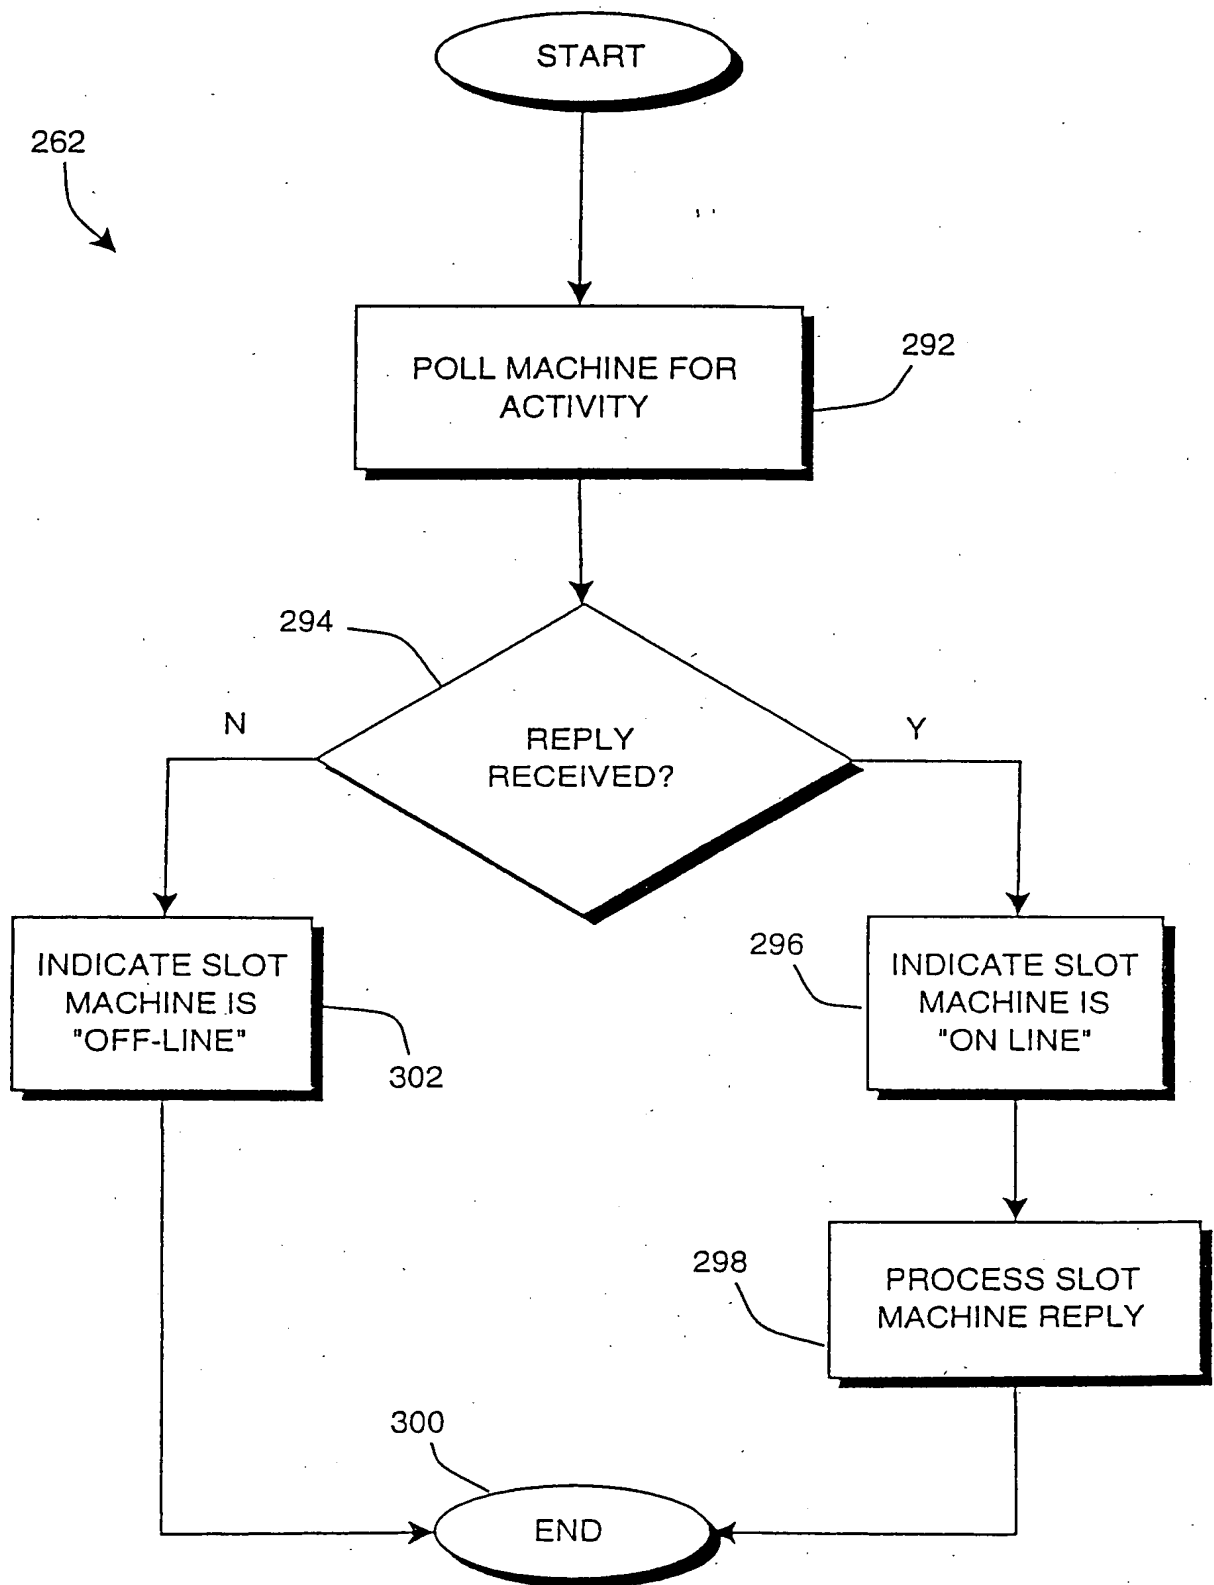 START
262
POLL MACHINE FOR
ACTIVITY
292
294
N
REPLY
RECEIVED?
Y
INDICATE SLOT
MACHINE IS
"OFF-LINE"
302
296
INDICATE SLOT
MACHINE IS
"ON LINE"
298
PROCESS SLOT
MACHINE REPLY
300
END